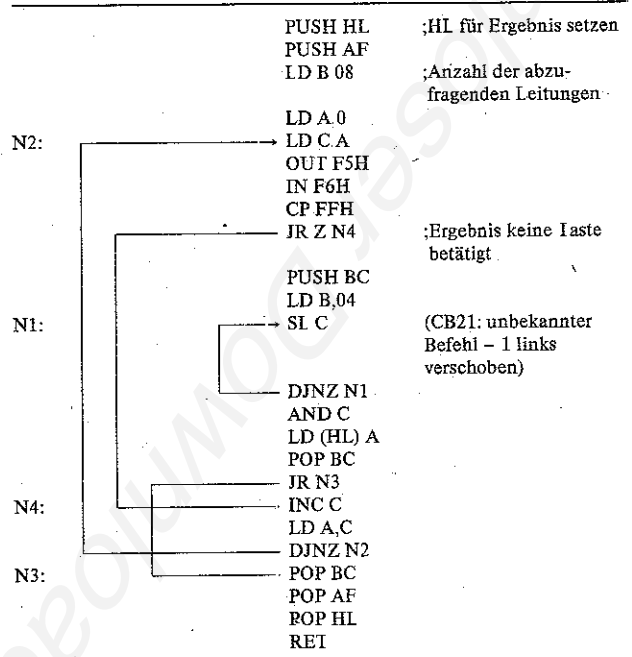 PUSH HL ;HL für Ergebnis setzen
PUSH AF
LD B 08 ;Anzahl der abzu-
fragenden Leitungen
LD A 0
N2: LD C A
OUT F5H
IN F6H
CP FFH
JR Z N4 ;Ergebnis keine Taste
betätigt
PUSH BC
LD B,04
N1: SL C (CB21: unbekannter
Befehl – 1 links
verschoben)
DJNZ N1
AND C
LD (HL) A
POP BC
JR N3
N4: INC C
LD A,C
DJNZ N2
N3: POP BC
POP AF
POP HL
RET